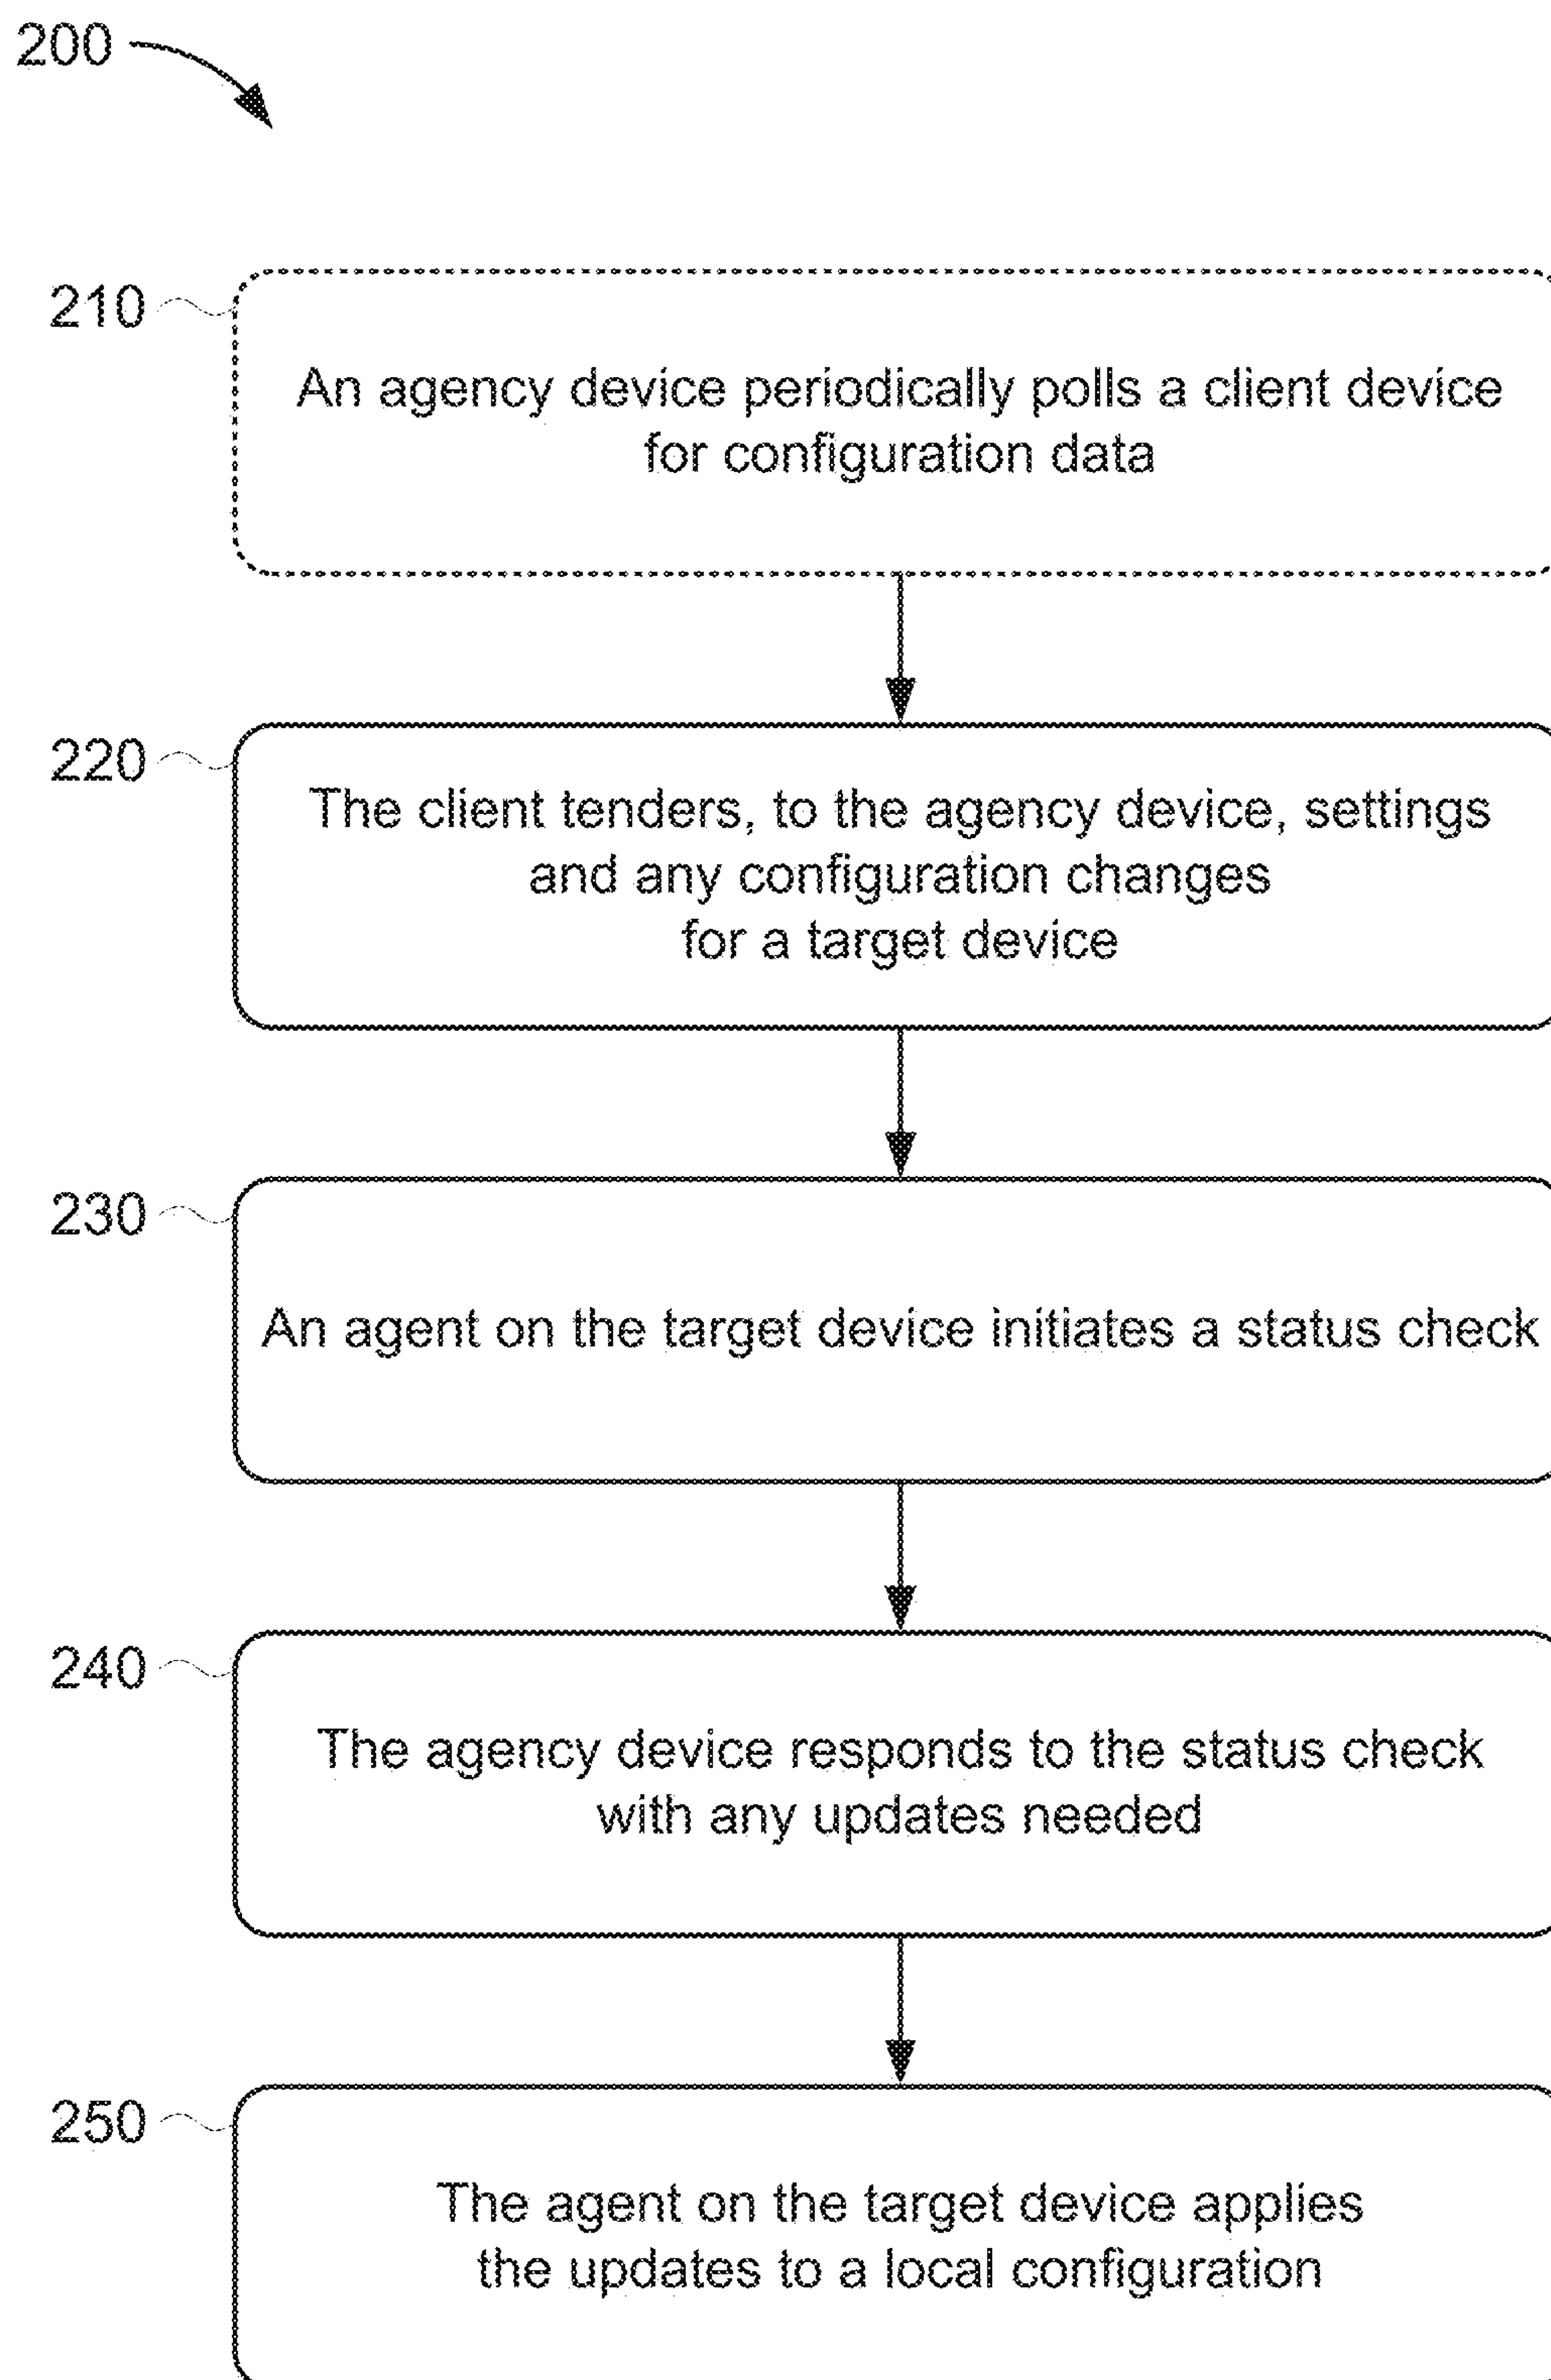 200
210
An agency device periodically polls a client device
for configuration data
220
The client tenders, to the agency device, settings
and any configuration changes
for a target device
230
An agent on the target device initiates a status check
240
The agency device responds to the status check
with any updates needed
250
The agent on the target device applies
the updates to a local configuration